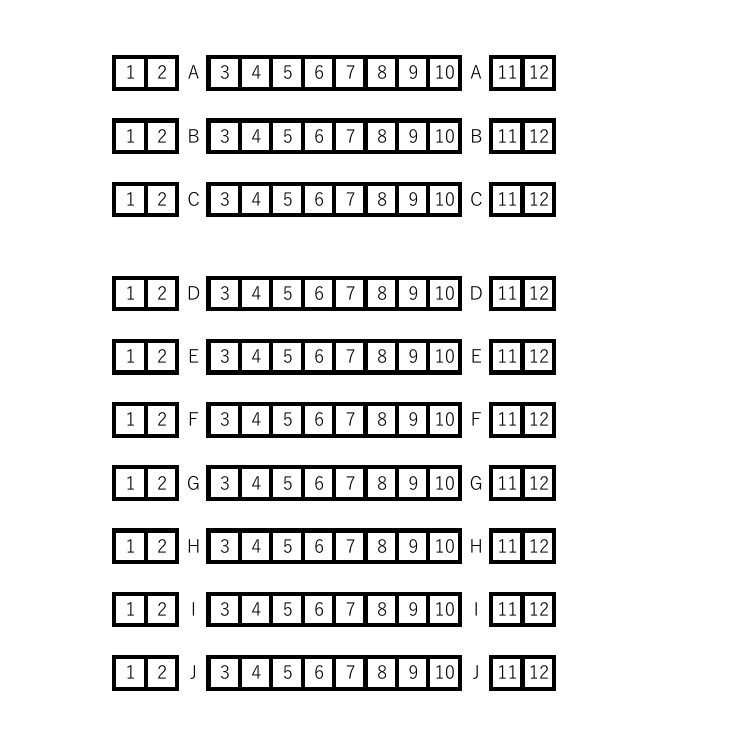 1 2 A 3 4 5 6 7 8 9 10 A 11 12
1 2 B 3 4 5 6 7 8 9 10 B 11 12
1 2 C 3 4 5 6 7 8 9 10 C 11 12
1 2 D 3 4 5 6 7 8 9 10 D 11 12
1 2 E 3 4 5 6 7 8 9 10 E 11 12
1 2 F 3 4 5 6 7 8 9 10 F 11 12
1 2 G 3 4 5 6 7 8 9 10 G 11 12
1 2 H 3 4 5 6 7 8 9 10 H 11 12
1 2 I 3 4 5 6 7 8 9 10 I 11 12
1 2 J 3 4 5 6 7 8 9 10 J 11 12